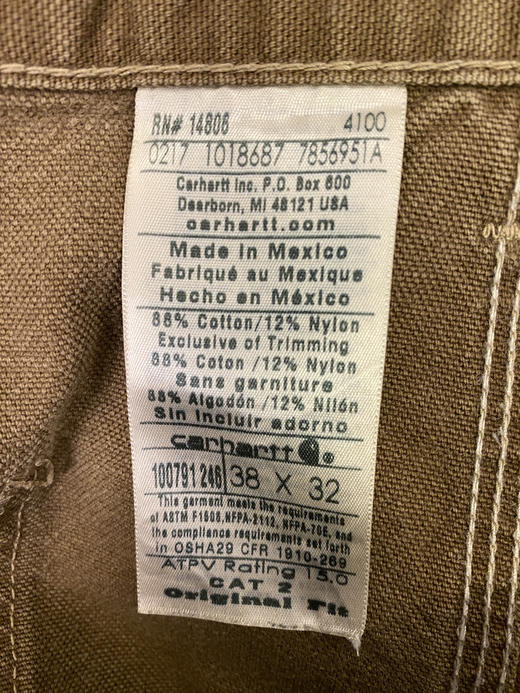 RN# 14806 4100
0217 1018687 7856951A
Carhartt Inc. P.O. Box 600
Dearborn, MI 48121 USA
carhartt.com
Made in Mexico
Fabriqué au Mexique
Hecho en México
88% Cotton/12% Nylon
Exclusive of Trimming
88% Coton /12% Nylon
Sans garniture
88% Algodón /12% Nilón
Sin incluir adorno
carhartt
100791 246 38 X 32
This garment meets the requirements
of ASTM F1506, NFPA-2112, NFPA-70E, and
the compliance requirements set forth
in OSHA29 CFR 1910-269
ATPV Rating 15.0
CAT 2
Original Fit